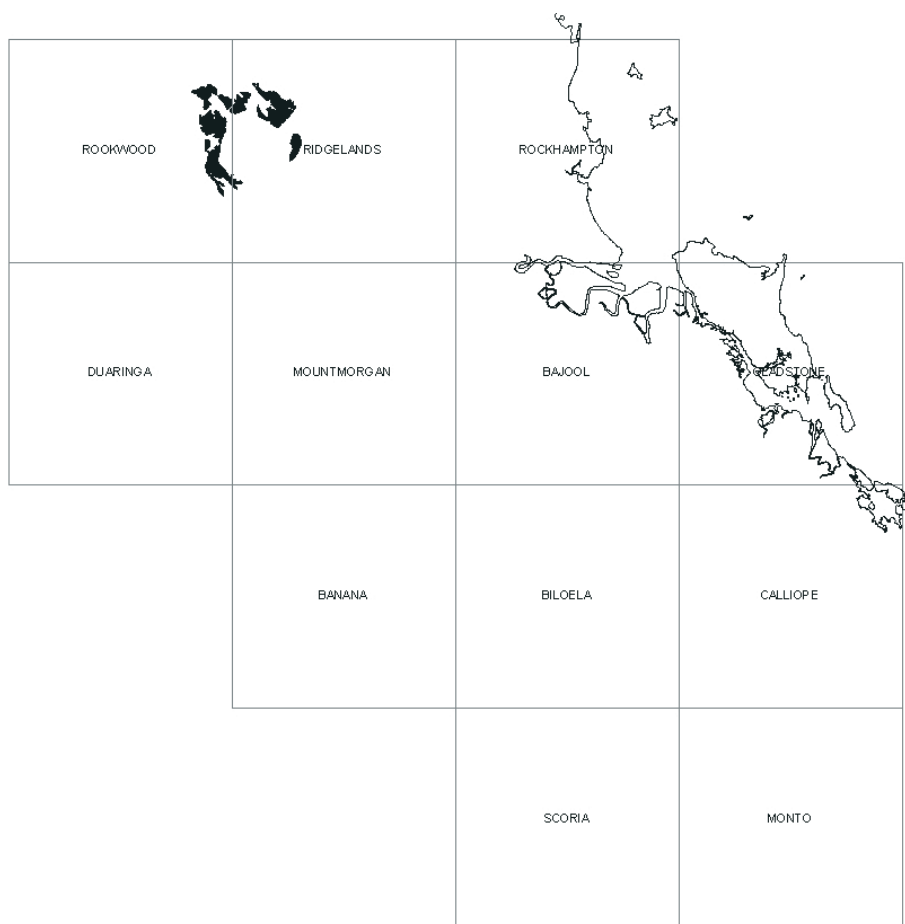 ROOKWOOD
RIDGELANDS
ROCKHAMPTON
DUARINGA
MOUNTMORGAN
BAJOOL
GLADSTONE
BANANA
BILOELA
CALLIOPE
SCORIA
MONTO